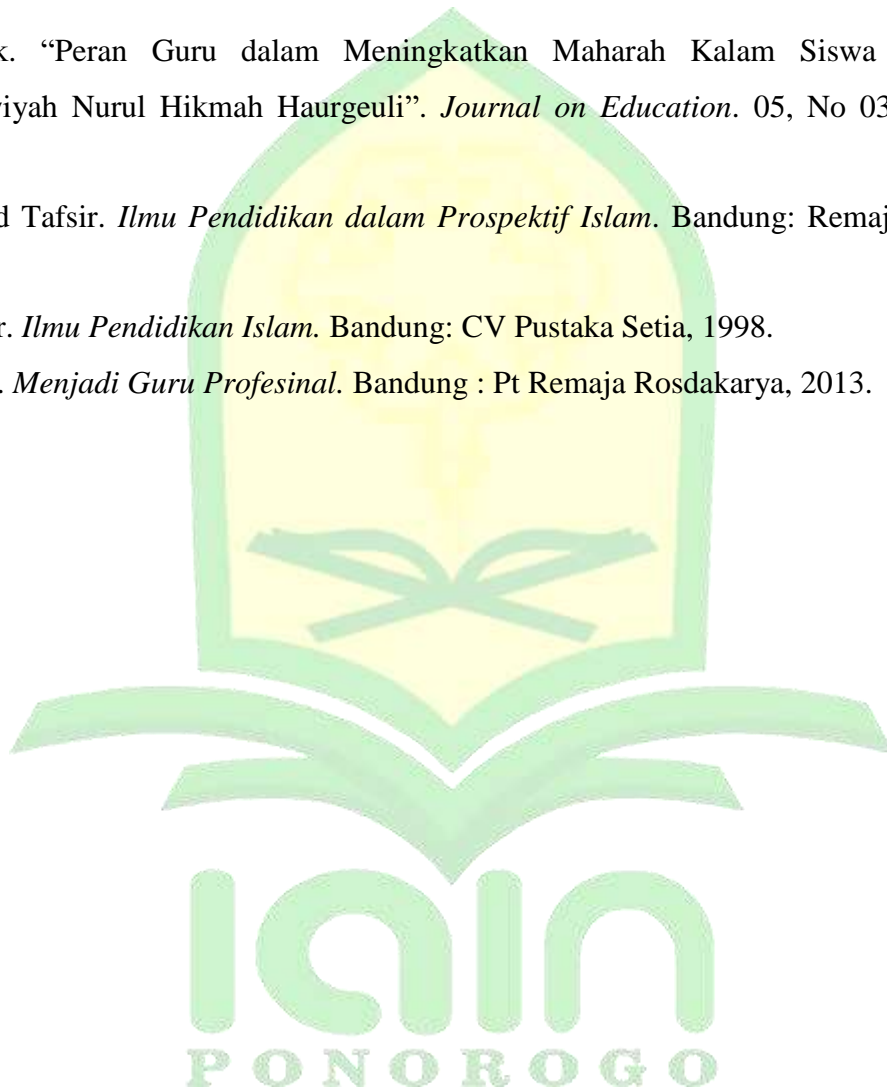 k. “Peran Guru dalam Meningkatkan Maharah Kalam Siswa
iyah Nurul Hikmah Haurgeuli”. Journal on Education. 05, No 03
d Tafsir. Ilmu Pendidikan dalam Prospektif Islam. Bandung: Remaj
r. Ilmu Pendidikan Islam. Bandung: CV Pustaka Setia, 1998.
. Menjadi Guru Profesinal. Bandung : Pt Remaja Rosdakarya, 2013.
iain
PONOROGO